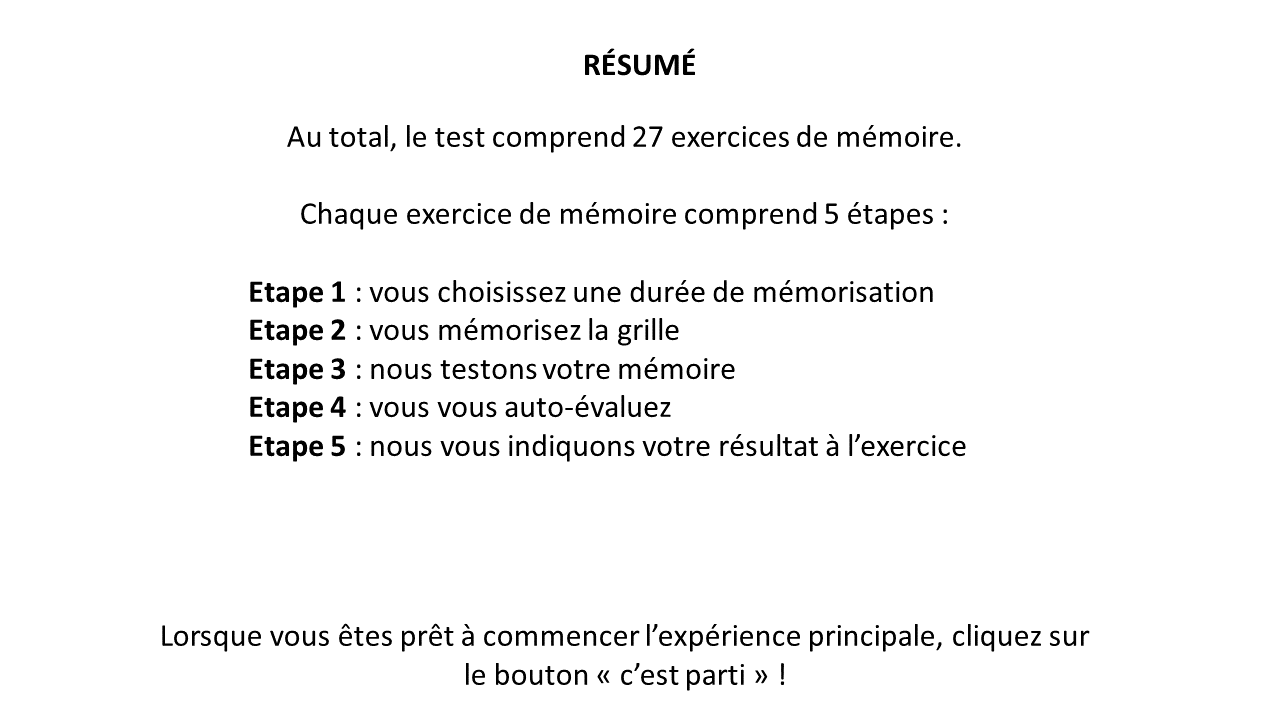 RÉSUMÉ
Au total, le test comprend 27 exercices de mémoire.
Chaque exercice de mémoire comprend 5 étapes :
Etape 1 : vous choisissez une durée de mémorisation
Etape 2 : vous mémorisez la grille
Etape 3 : nous testons votre mémoire
Etape 4 : vous vous auto-évaluez
Etape 5 : nous vous indiquons votre résultat à l’exercice
Lorsque vous êtes prêt à commencer l’expérience principale, cliquez sur
le bouton « c’est parti » !